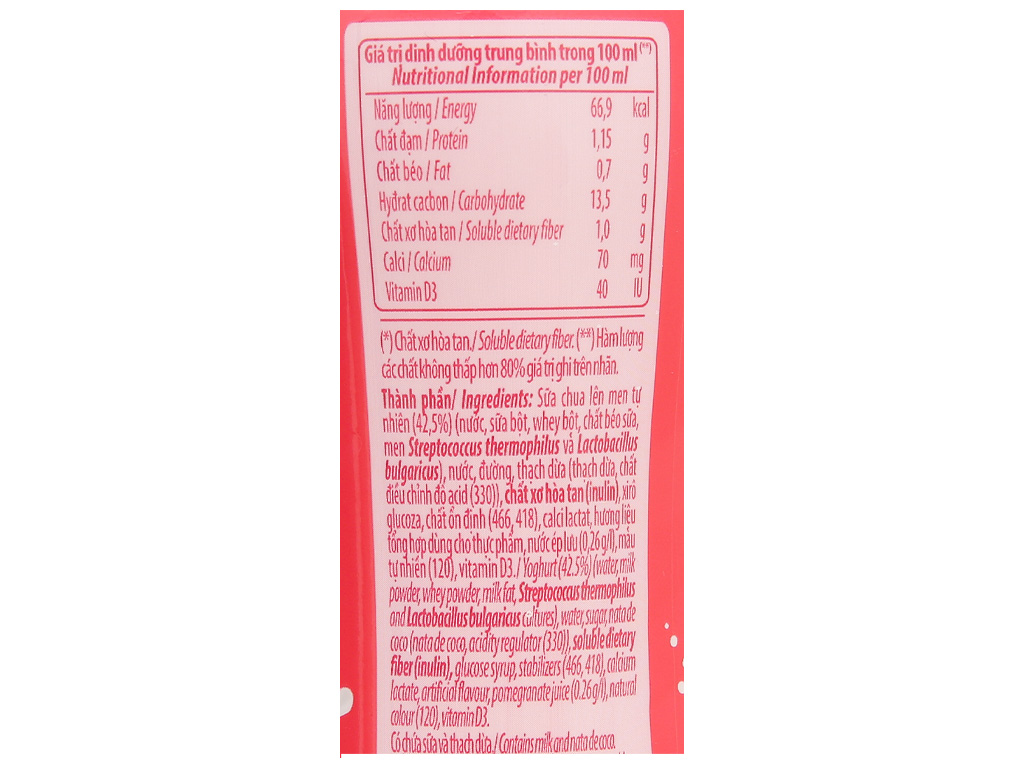 Giá trị dinh dưỡng trung bình trong 100 ml (**)
Nutritional Information per 100 ml
Năng lượng / Energy 66,9 kcal
Chất đạm / Protein 1,15 g
Chất béo / Fat 0,7 g
Hyđrat cacbon / Carbohydrate 13,5 g
Chất xơ hòa tan / Soluble dietary fiber 1,0 g
Calci / Calcium 70 mg
Vitamin D3 40 IU
(*) Chất xơ hòa tan./ Soluble dietary fiber. (**) Hàm lượng
các chất không thấp hơn 80% giá trị ghi trên nhãn.
Thành phần/ Ingredients: Sữa chua lên men tự
nhiên (42,5%) (nước, sữa bột, whey bột, chất béo sữa,
men Streptococcus thermophilus và Lactobacillus
bulgaricus), nước, đường, thạch dừa (thạch dừa, chất
điều chỉnh độ acid (330)), chất xơ hòa tan (inulin), xirô
glucoza, chất ổn định (466, 418), calci lactat, hương liệu
tổng hợp dùng cho thực phẩm, nước ép lựu (0,26 g/l), màu
tự nhiên (120), vitamin D3./ Yoghurt (42.5%) (water, milk
powder, whey powder, milk fat, Streptococcus thermophilus
and Lactobacillus bulgaricus cultures), water, sugar, nata de
coco (nata de coco, acidity regulator (330)), soluble dietary
fiber (inulin), glucose syrup, stabilizers (466, 418), calcium
lactate, artificial flavour, pomegranate juice (0.26 g/l), natural
colour (120), vitamin D3.
Có chứa sữa và thạch dừa./ Contains milk and nata de coco.